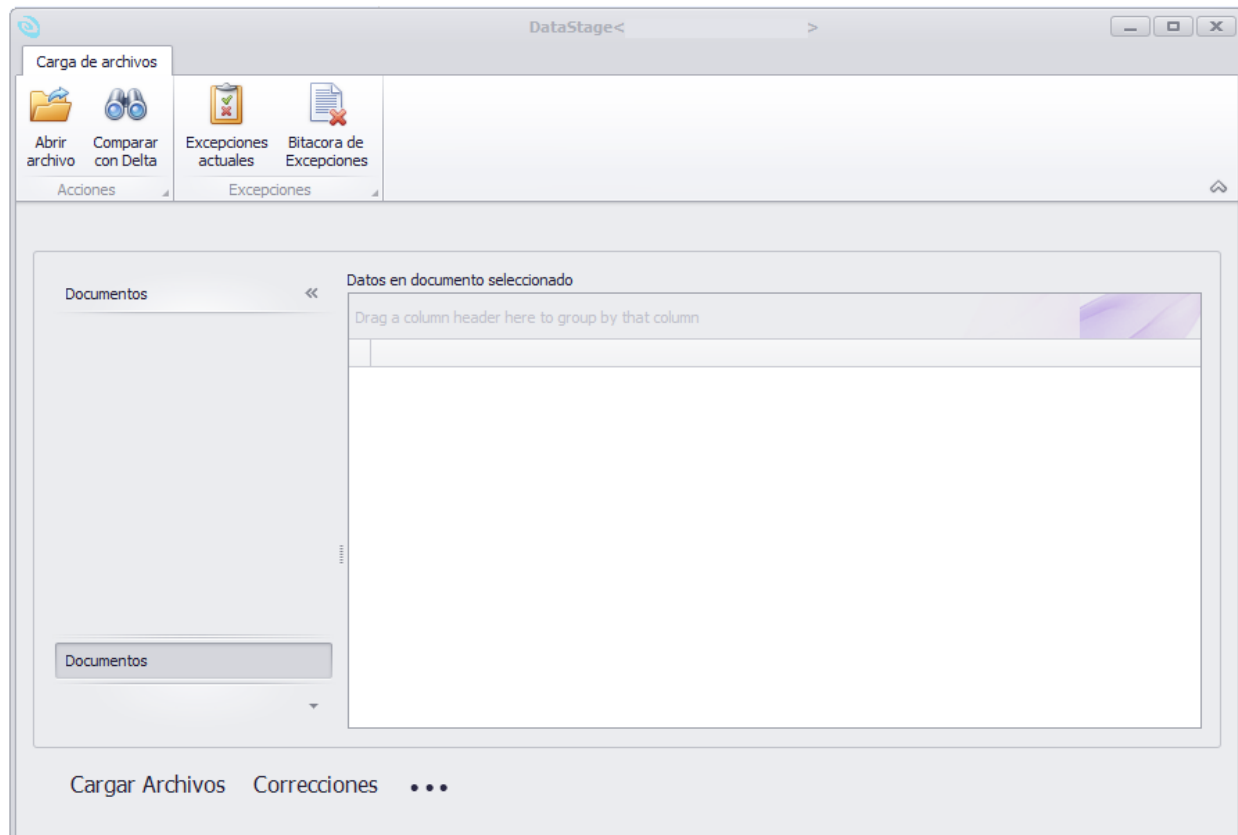 DataStage< >
Carga de archivos
Abrir archivo
Comparar con Delta
Excepciones actuales
Bitacora de Excepciones
Acciones
Excepciones
Documentos
Datos en documento seleccionado
Drag a column header here to group by that column
Documentos
Cargar Archivos Correcciones •••